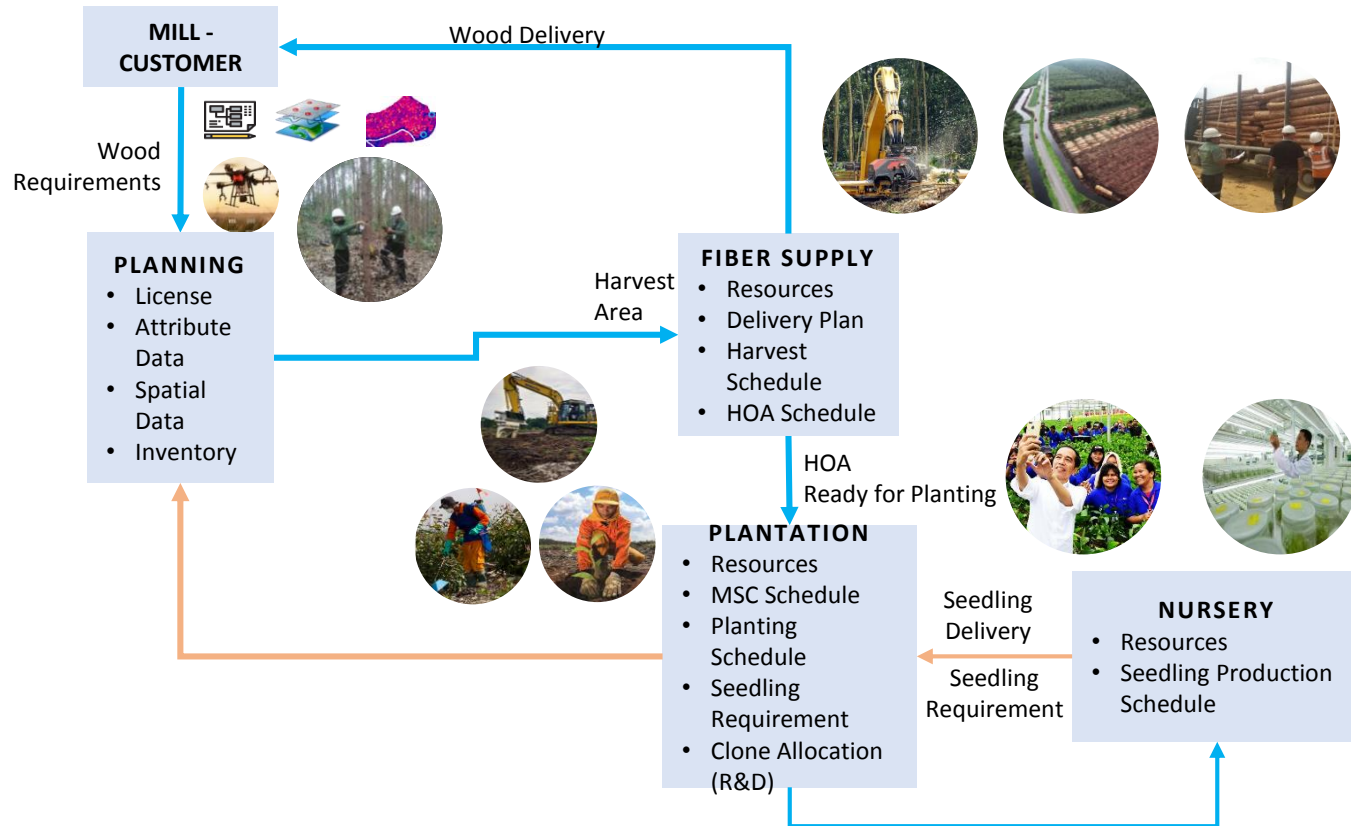 MILL -
CUSTOMER
Wood Delivery
Wood
Requirements
PLANNING
• License
• Attribute
Data
• Spatial
Data
• Inventory
Harvest
Area
FIBER SUPPLY
• Resources
• Delivery Plan
• Harvest
Schedule
• HOA Schedule
HOA
Ready for Planting
PLANTATION
• Resources
• MSC Schedule
• Planting
Schedule
• Seedling
Requirement
• Clone Allocation
(R&D)
Seedling
Delivery
Seedling
Requirement
NURSERY
• Resources
• Seedling Production
Schedule